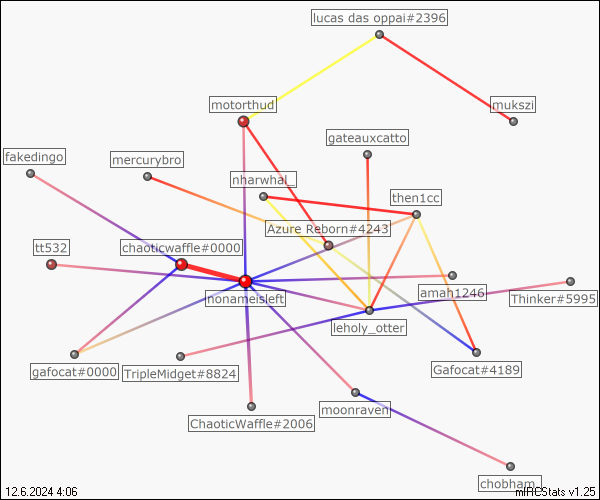 lucas das oppai#2396
motorthud
mukszi
gateauxcatto
fakedingo
mercurybro
nharwhal_
then1cc
Azure Reborn#4243
tt532
chaoticwaffle#0000
nonameisleft
amah1246
Thinker#5995
leholy_otter
gafocat#0000
TripleMidget#8824
Gafocat#4189
moonraven
ChaoticWaffle#2006
chobham_
12.6.2024 4:06
mIRCStats v1.25